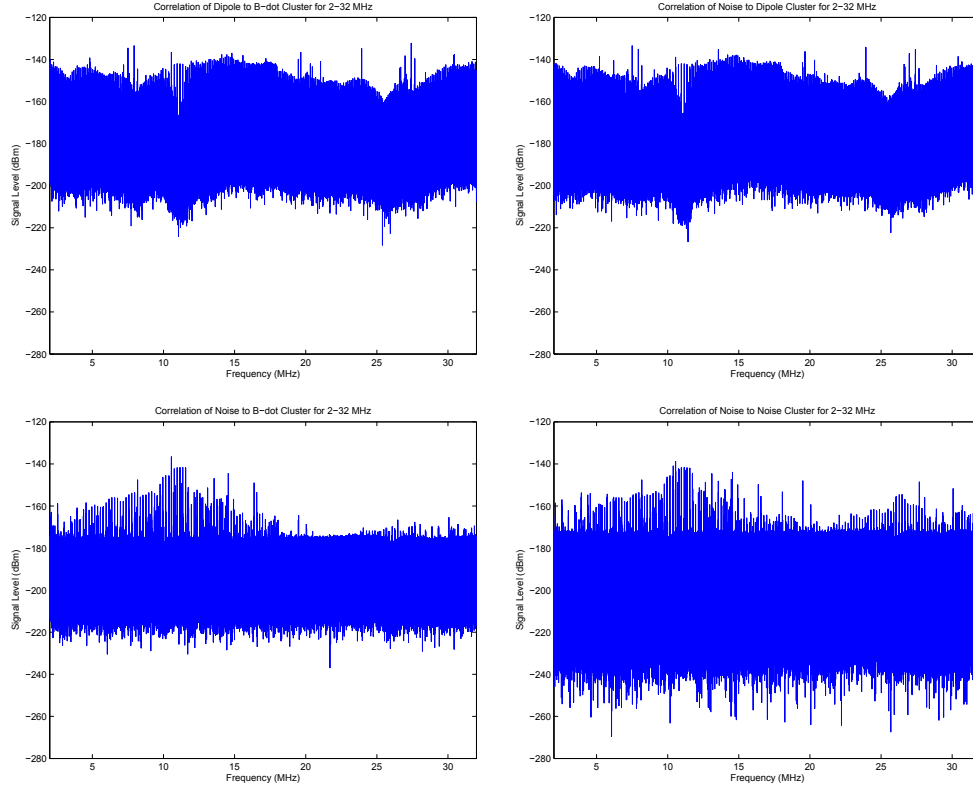 Correlation of Dipole to B−dot Cluster for 2−32 MHz
−120
−140
−160
−180
−200
−220
−240
−260
−280
Signal Level (dBm)
5 10 15 20 25 30
Frequency (MHz)
Correlation of Noise to Dipole Cluster for 2−32 MHz
−120
−140
−160
−180
−200
−220
−240
−260
−280
Signal Level (dBm)
5 10 15 20 25 30
Frequency (MHz)
Correlation of Noise to B−dot Cluster for 2−32 MHz
−120
−140
−160
−180
−200
−220
−240
−260
−280
Signal Level (dBm)
5 10 15 20 25 30
Frequency (MHz)
Correlation of Noise to Noise Cluster for 2−32 MHz
−120
−140
−160
−180
−200
−220
−240
−260
−280
Signal Level (dBm)
5 10 15 20 25 30
Frequency (MHz)